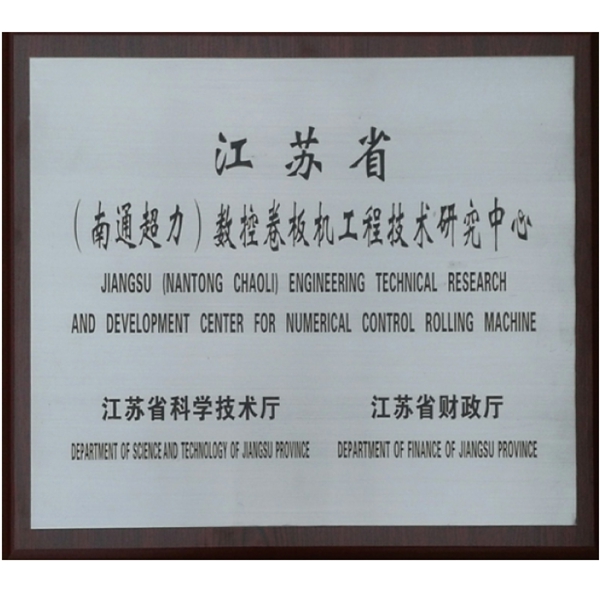 江苏省
（南通超力）数控卷板机工程技术研究中心
JIANGSU (NANTONG CHAOLI) ENGINEERING TECHNICAL RESEARCH
AND DEVELOPMENT CENTER FOR NUMERICAL CONTROL ROLLING MACHINE
江苏省科学技术厅 江苏省财政厅
DEPARTMENT OF SCIENCE AND TECHNOLOGY OF JIANGSU PROVINCE DEPARTMENT OF FINANCE OF JIANGSU PROVINCE